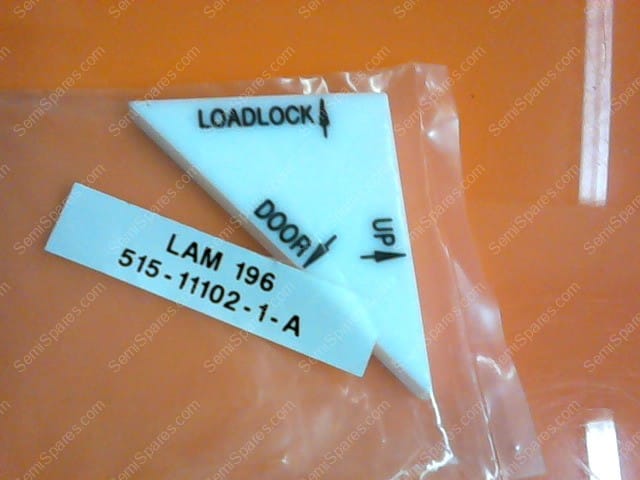 LOADLOCK
DOOR
UP
LAM 196
515-11102-1-A
SemiSpares.com